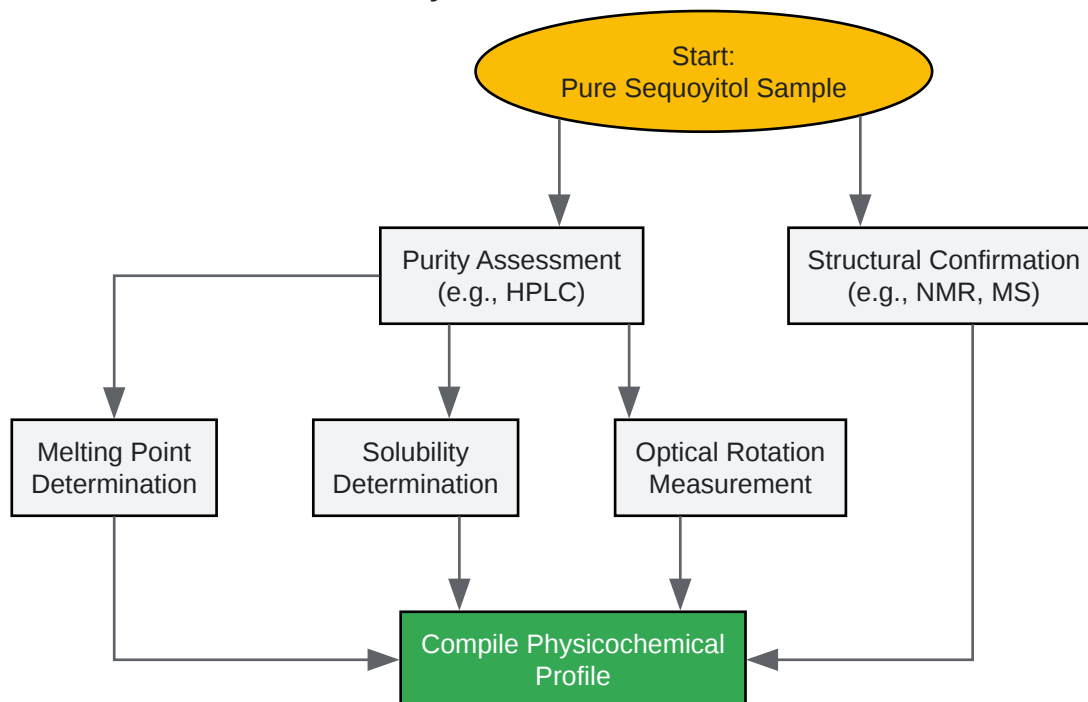 Start:
Pure Sequoyitol Sample
Purity Assessment
(e.g., HPLC)
Structural Confirmation
(e.g., NMR, MS)
Melting Point
Determination
Solubility
Determination
Optical Rotation
Measurement
Compile Physicochemical
Profile